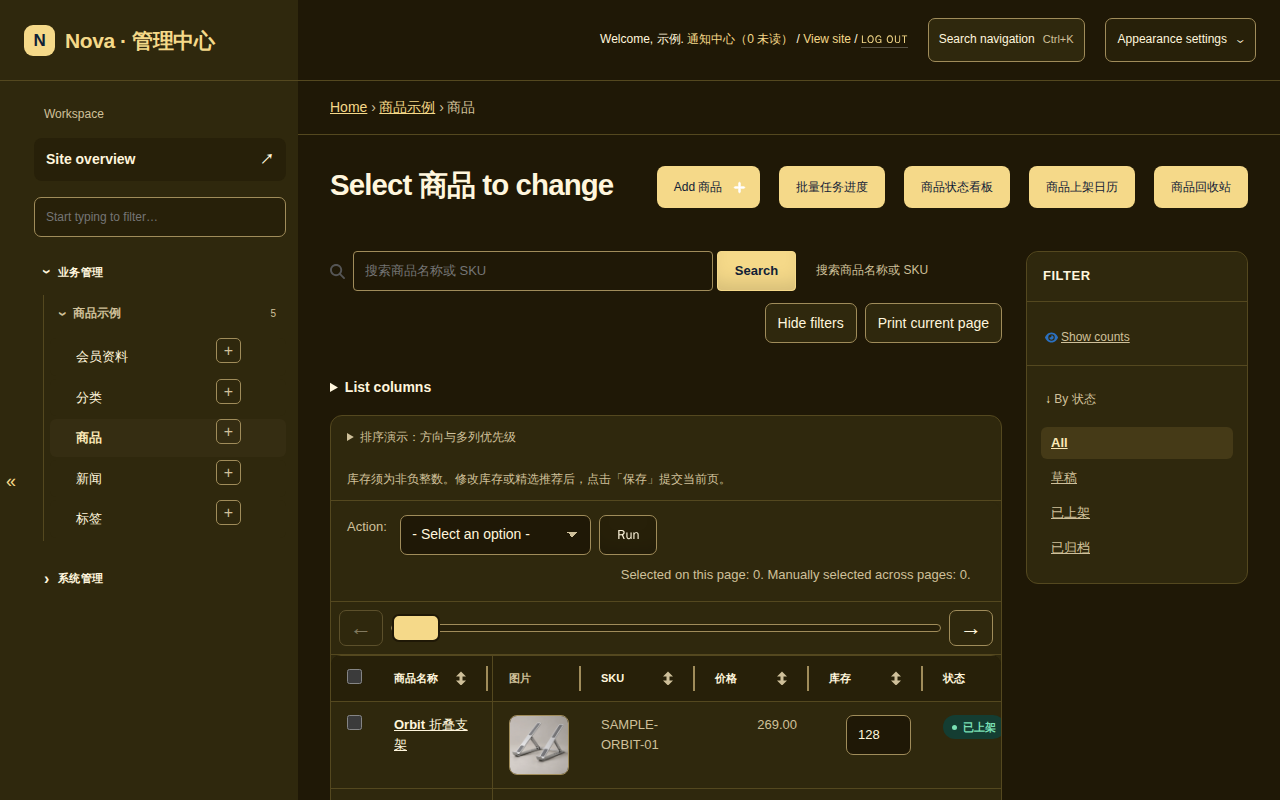 N Nova · 管理中心
Welcome, 示例. 通知中心（0 未读） / View site / LOG OUT
Search navigation Ctrl+K
Appearance settings
Workspace
Site overview ↗
Start typing to filter…
业务管理
商品示例 5
会员资料 +
分类 +
商品 +
新闻 +
标签 +
系统管理
«
Home › 商品示例 › 商品
Select 商品 to change
Add 商品 +
批量任务进度
商品状态看板
商品上架日历
商品回收站
搜索商品名称或 SKU
Search
搜索商品名称或 SKU
Hide filters
Print current page
List columns
排序演示：方向与多列优先级
库存须为非负整数。修改库存或精选推荐后，点击「保存」提交当前页。
Action: - Select an option - Run
Selected on this page: 0. Manually selected across pages: 0.
← →
商品名称 图片 SKU 价格 库存 状态
Orbit 折叠支架 SAMPLE-ORBIT-01 269.00 128 已上架
FILTER
Show counts
↓ By 状态
All
草稿
已上架
已归档